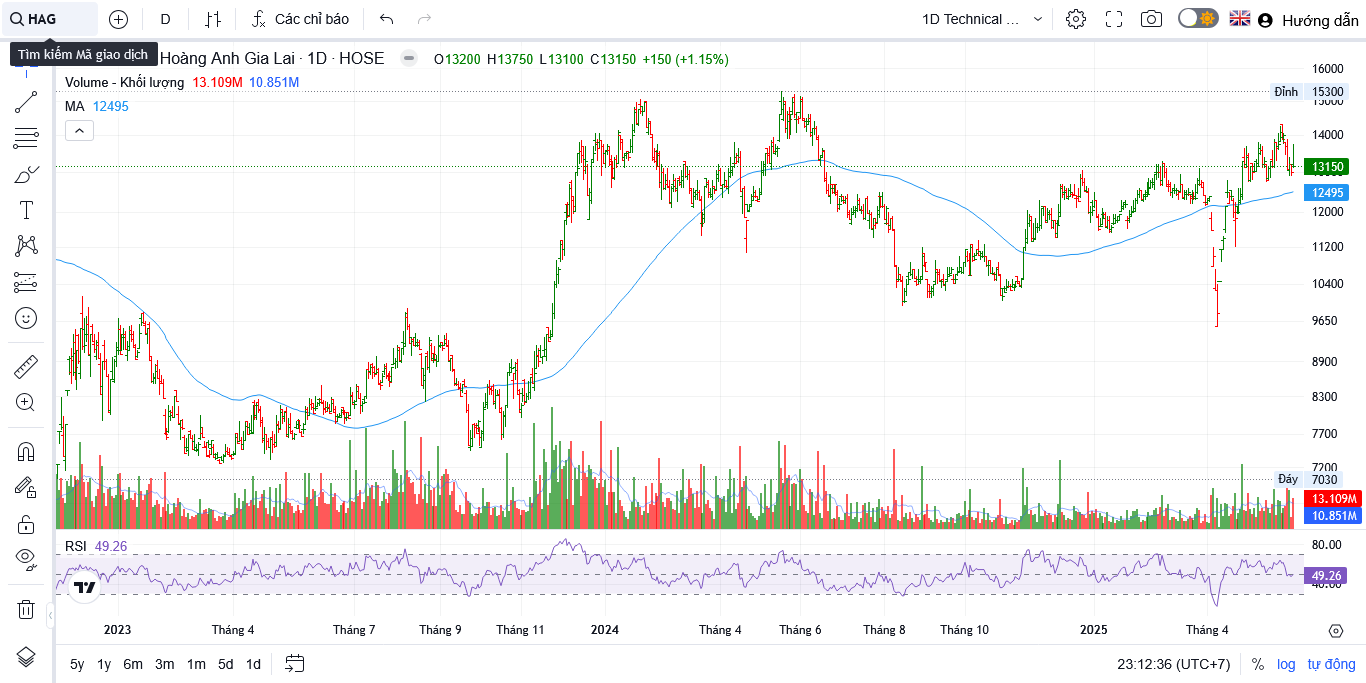 HAG
D
Các chỉ báo
1D Technical ...
Hướng dẫn
Tìm kiếm Mã giao dịch
Hoàng Anh Gia Lai · 1D · HOSE
O13200 H13750 L13100 C13150 +150 (+1.15%)
Volume - Khối lượng 13.109M 10.851M
MA 12495
16000
Đỉnh 15300
15000
14000
13150
12495
12000
11200
10400
9650
8900
8300
7700
7200
Đáy 7030
13.109M
10.851M
RSI 49.26
80.00
49.26
40.00
2023
Tháng 4
Tháng 7
Tháng 9
Tháng 11
2024
Tháng 4
Tháng 6
Tháng 8
Tháng 10
2025
Tháng 4
5y 1y 6m 3m 1m 5d 1d
23:12:36 (UTC+7)
% log tự động